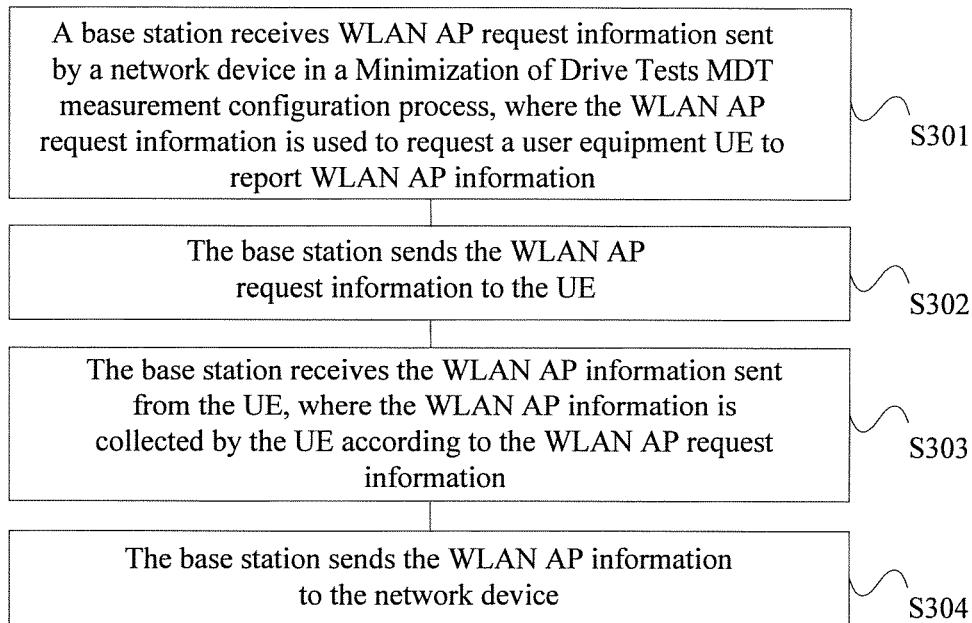 A base station receives WLAN AP request information sent
by a network device in a Minimization of Drive Tests MDT
measurement configuration process, where the WLAN AP
request information is used to request a user equipment UE to
report WLAN AP information
S301
The base station sends the WLAN AP
request information to the UE
S302
The base station receives the WLAN AP information sent
from the UE, where the WLAN AP information is
collected by the UE according to the WLAN AP request
information
S303
The base station sends the WLAN AP information
to the network device
S304